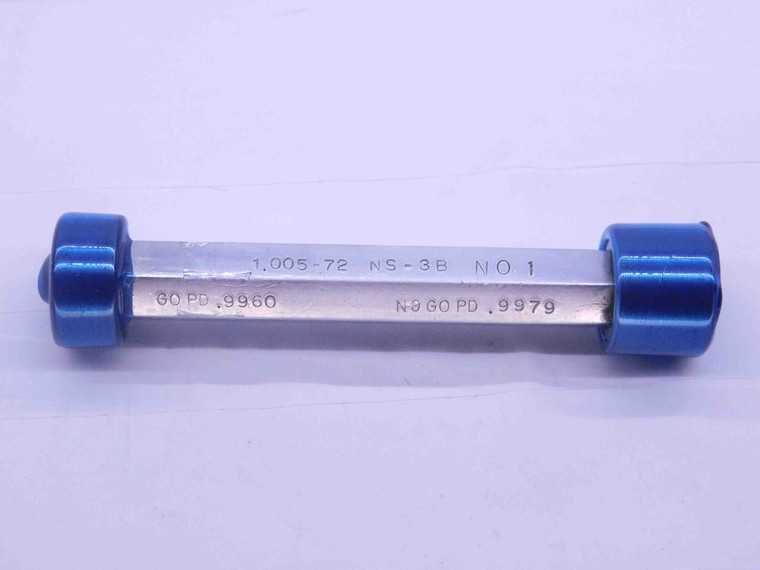 1.005-72 NS-3B NO 1
GO PD .9960 NO GO PD .9979